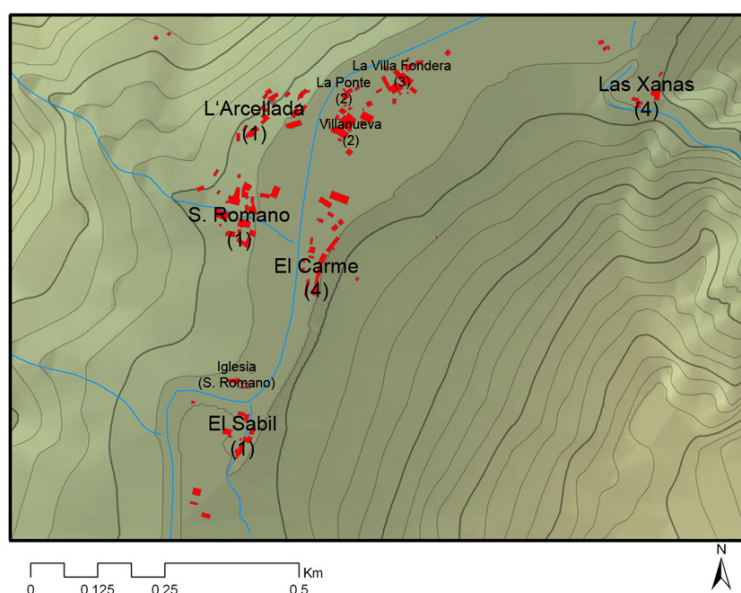 La Villa Fondera
(3)
La Ponte
(2)
Las Xanas
(4)
L'Arcellada
(1)
Villanueva
(2)
S. Romano
(1)
El Carme
(4)
Iglesia
(S. Romano)
El Sabil
(1)
Km
0 0.125 0.25 0.5
N